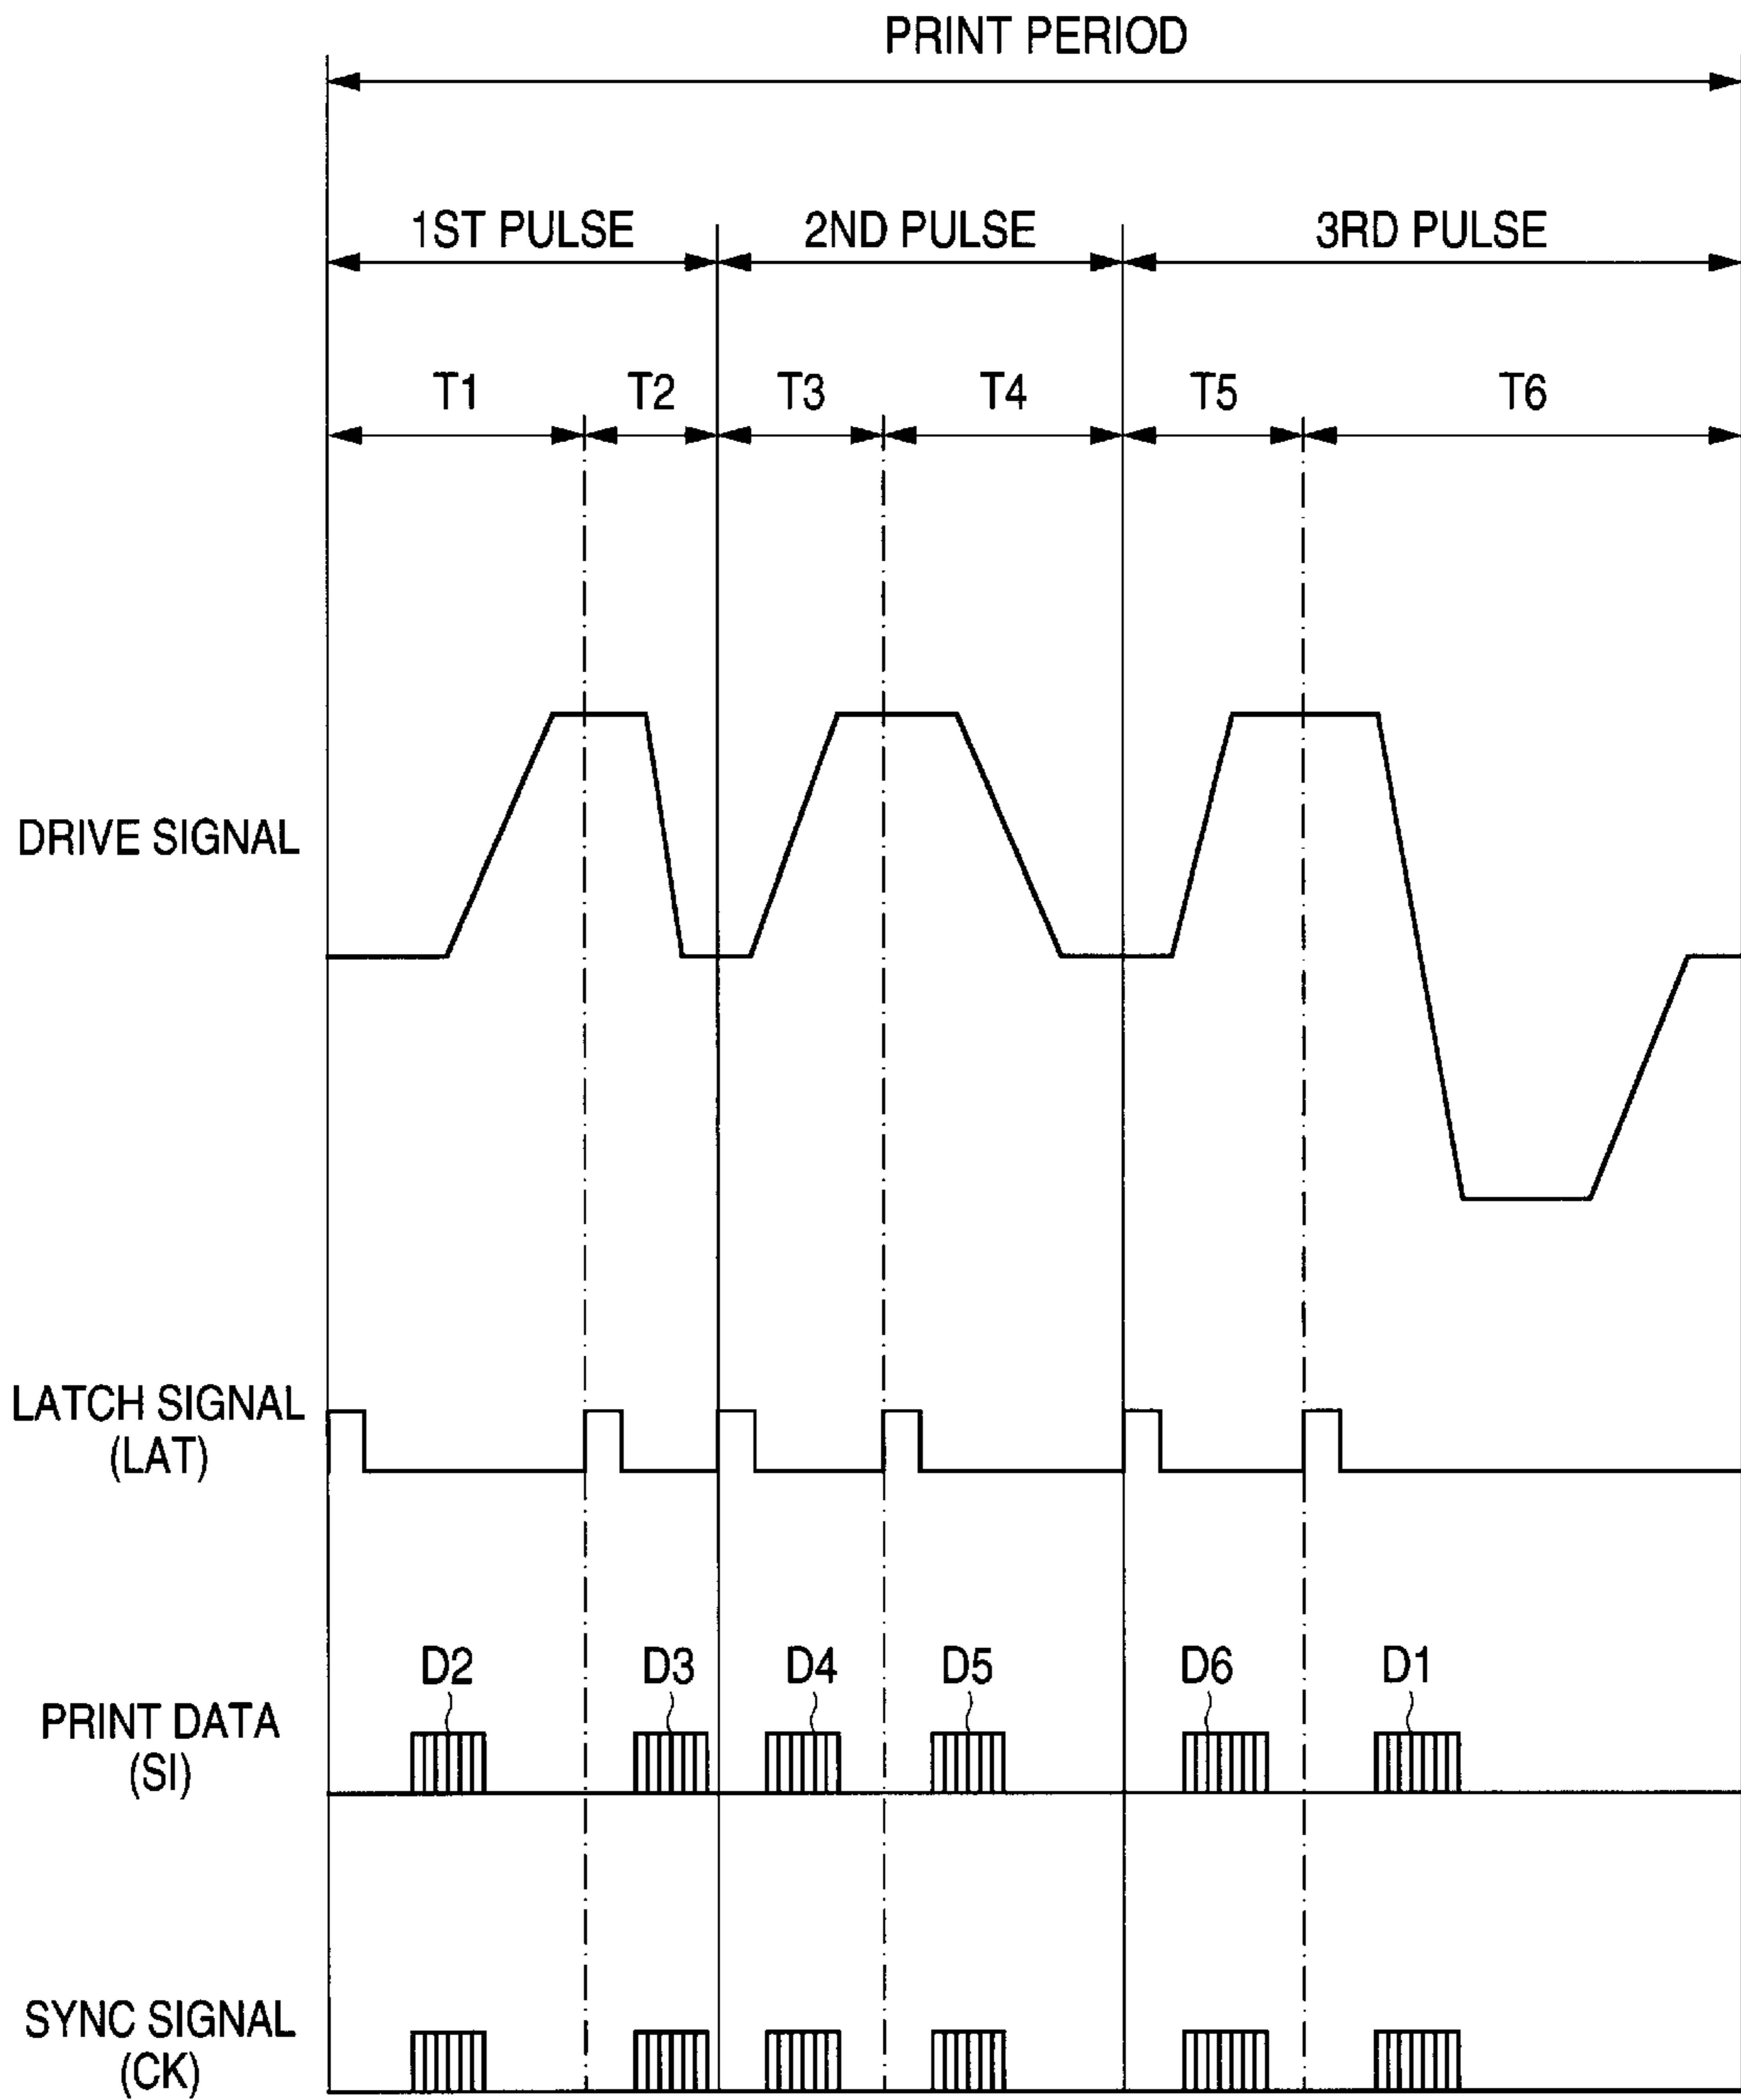 PRINT PERIOD
1ST PULSE 2ND PULSE 3RD PULSE
T1 T2 T3 T4 T5 T6
DRIVE SIGNAL
LATCH SIGNAL
(LAT)
D2 D3 D4 D5 D6 D1
PRINT DATA
(SI)
SYNC SIGNAL
(CK)